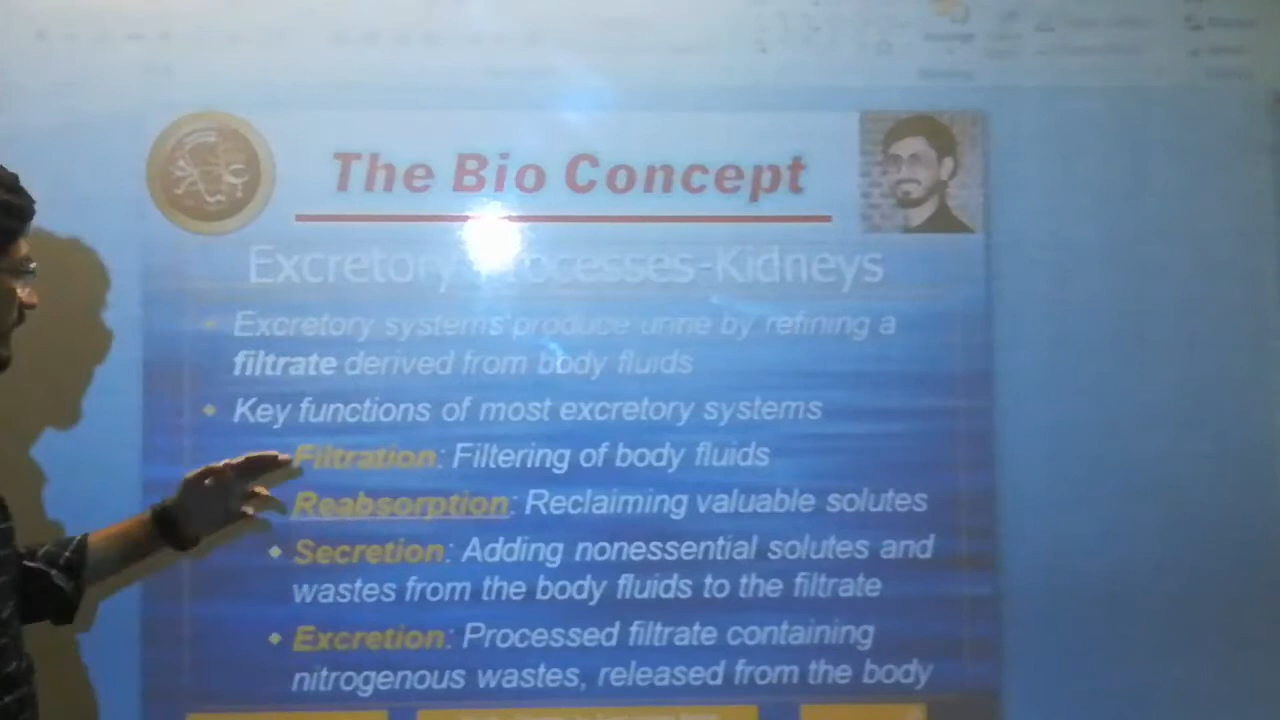 The Bio Concept
Excretory Processes-Kidneys
Excretory systems produce urine by refining a
filtrate derived from body fluids
Key functions of most excretory systems
Filtration: Filtering of body fluids
Reabsorption: Reclaiming valuable solutes
Secretion: Adding nonessential solutes and
wastes from the body fluids to the filtrate
Excretion: Processed filtrate containing
nitrogenous wastes, released from the body